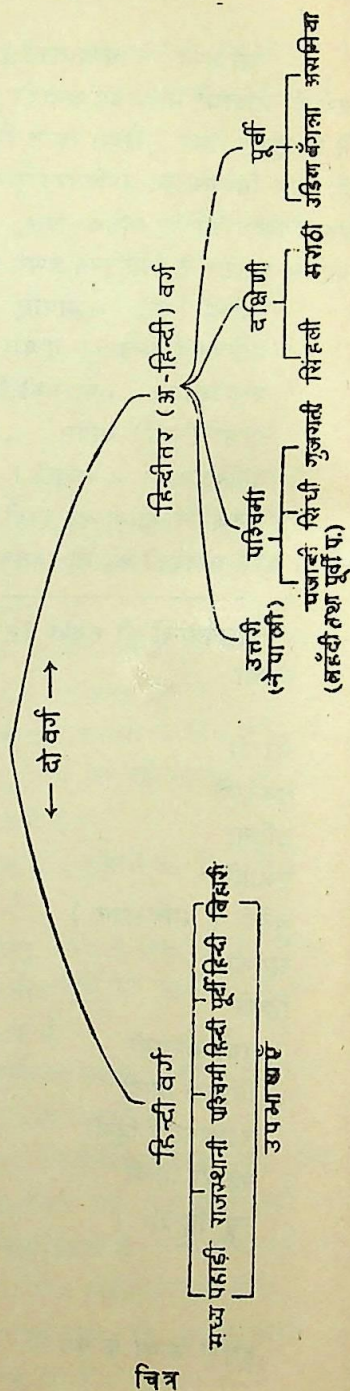 चित्र
← दो वर्ग →
हिन्दी वर्ग
मध्य पहाड़ी राजस्थानी पश्चिमी हिन्दी पूर्वी हिन्दी बिहारी
उपभाषाएँ
हिन्दीतर (अ-हिन्दी) वर्ग
उत्तरी
(नेपाली)
पश्चिमी
पंजाबी सिंधी गुजराती
(लहँदी तथा पूर्वी प.)
दक्षिणी
सिंहली मराठी
पूर्वी
उड़िया बँगला असमिया